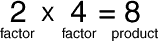 2 x 4 = 8
factor factor product